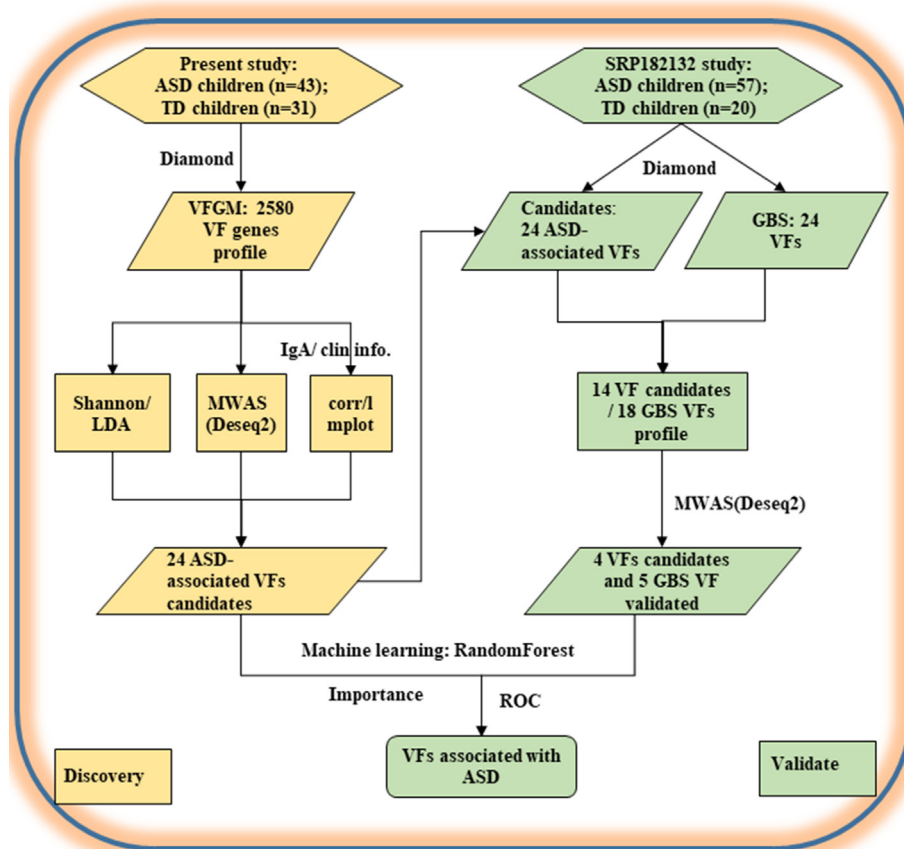 Present study:
ASD children (n=43);
TD children (n=31)
SRP182132 study:
ASD children (n=57);
TD children (n=20)
Diamond
Diamond
VFGM: 2580
VF genes
profile
Candidates:
24 ASD-
associated VFs
GBS: 24
VFs
IgA/ clin info.
Shannon/
LDA
MWAS
(Deseq2)
corr/l
mplot
14 VF candidates
/ 18 GBS VFs
profile
MWAS(Deseq2)
24 ASD-
associated VFs
candidates
4 VFs candidates
and 5 GBS VF
validated
Machine learning: RandomForest
Importance
ROC
VFs associated with
ASD
Discovery
Validate